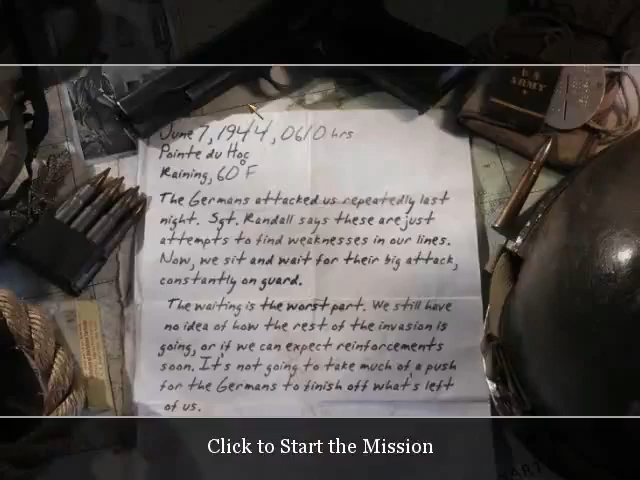 U S
ARMY
June 7, 1944, 0610 hrs
Pointe du Hoc
Raining, 60°F
The Germans attacked us repeatedly last
night. Sgt. Randall says these are just
attempts to find weaknesses in our lines.
Now, we sit and wait for their big attack,
constantly on guard.
The waiting is the worst part. We still have
no idea of how the rest of the invasion is
going, or if we can expect reinforcements
soon. It's not going to take much of a push
for the Germans to finish off what's left
of us.
Click to Start the Mission